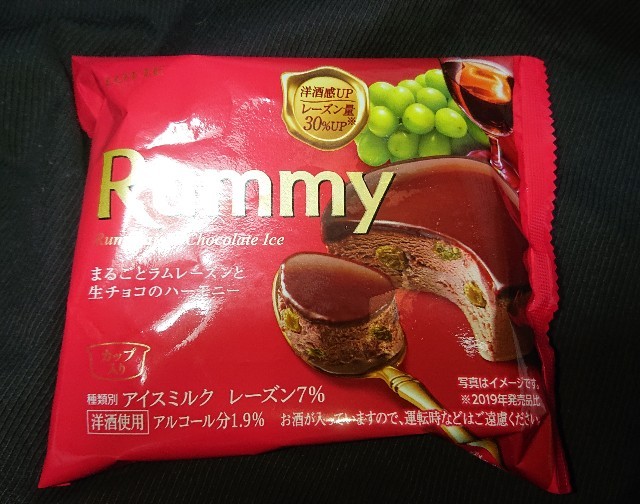 洋酒感UP
レーズン量
30%UP※
Rummy
Chocolate Ice
まるごとラムレーズンと
生チョコのハーモニー
カップ
入り
写真はイメージです。
※2019年発売品比
種類別 アイスミルク レーズン7%
洋酒使用 アルコール分1.9% お酒が入っていますので、運転時などはご遠慮ください